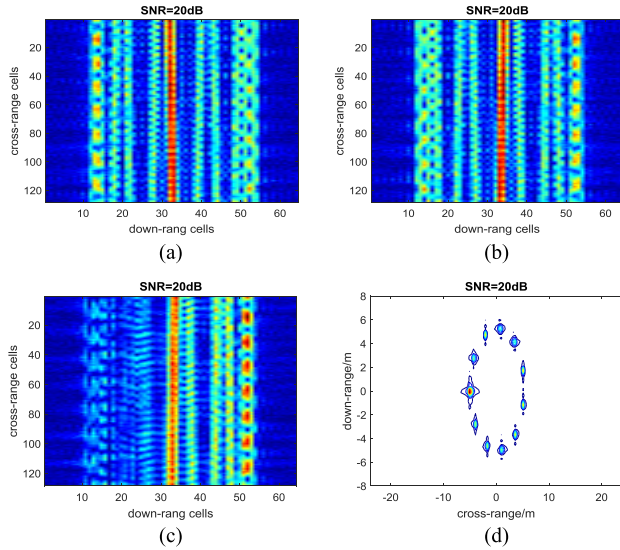 SNR=20dB
SNR=20dB
cross-range cells
20
40
60
80
100
120
10 20 30 40 50 60
down-rang cells
(a)
cross-range cells
20
40
60
80
100
120
10 20 30 40 50 60
down-rang cells
(b)
SNR=20dB
SNR=20dB
cross-range cells
20
40
60
80
100
120
10 20 30 40 50 60
down-rang cells
(c)
down-range/m
8
6
4
2
0
-2
-4
-6
-8
-20 -10 0 10 20
cross-range/m
(d)